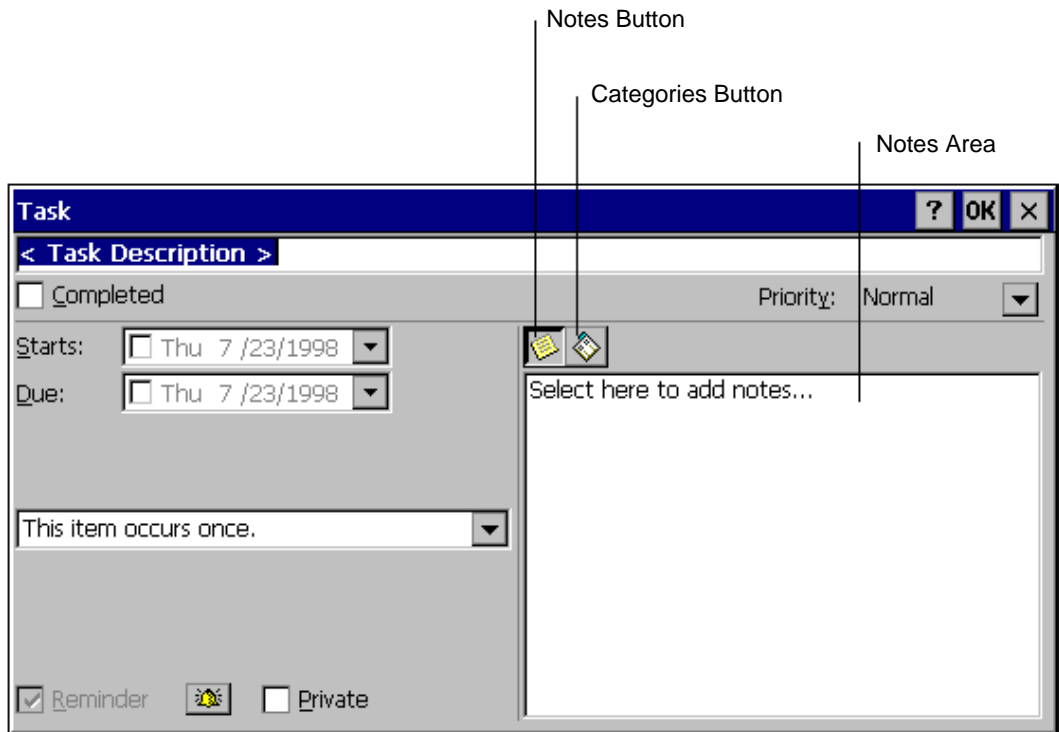 Notes Button
Categories Button
Notes Area
Task ? OK ×
< Task Description >
Completed Priority: Normal
Starts: Thu 7 /23/1998
Due: Thu 7 /23/1998
Select here to add notes...
This item occurs once.
Reminder Private